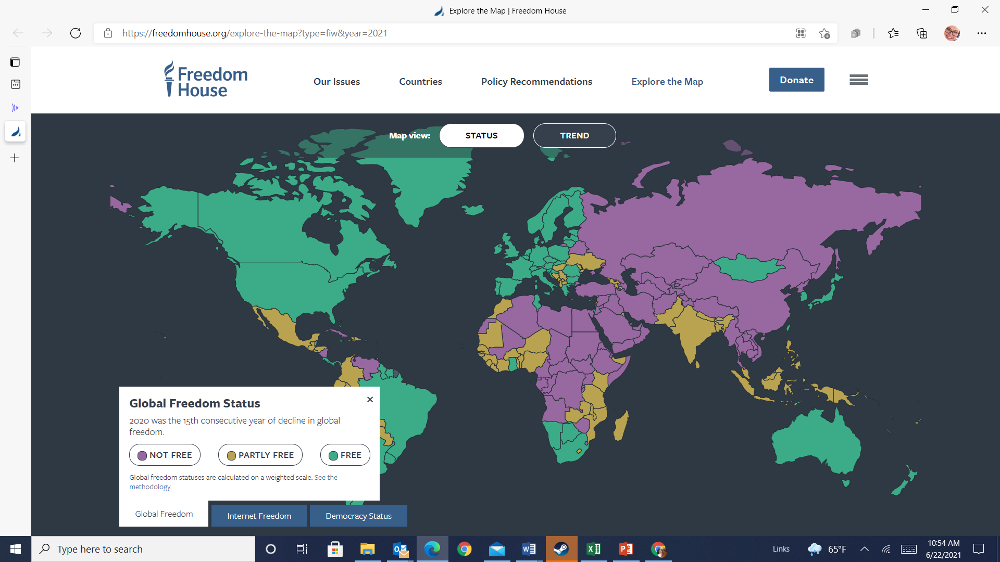 Explore the Map | Freedom House
https://freedomhouse.org/explore-the-map?type=fiw&year=2021
Freedom
House
Our Issues
Countries
Policy Recommendations
Explore the Map
Donate
Map view:
STATUS
TREND
Global Freedom Status
2020 was the 15th consecutive year of decline in global
freedom.
NOT FREE
PARTLY FREE
FREE
Global freedom statuses are calculated on a weighted scale. See the
methodology.
Global Freedom
Internet Freedom
Democracy Status
Type here to search
Links
65°F
10:54 AM
6/22/2021